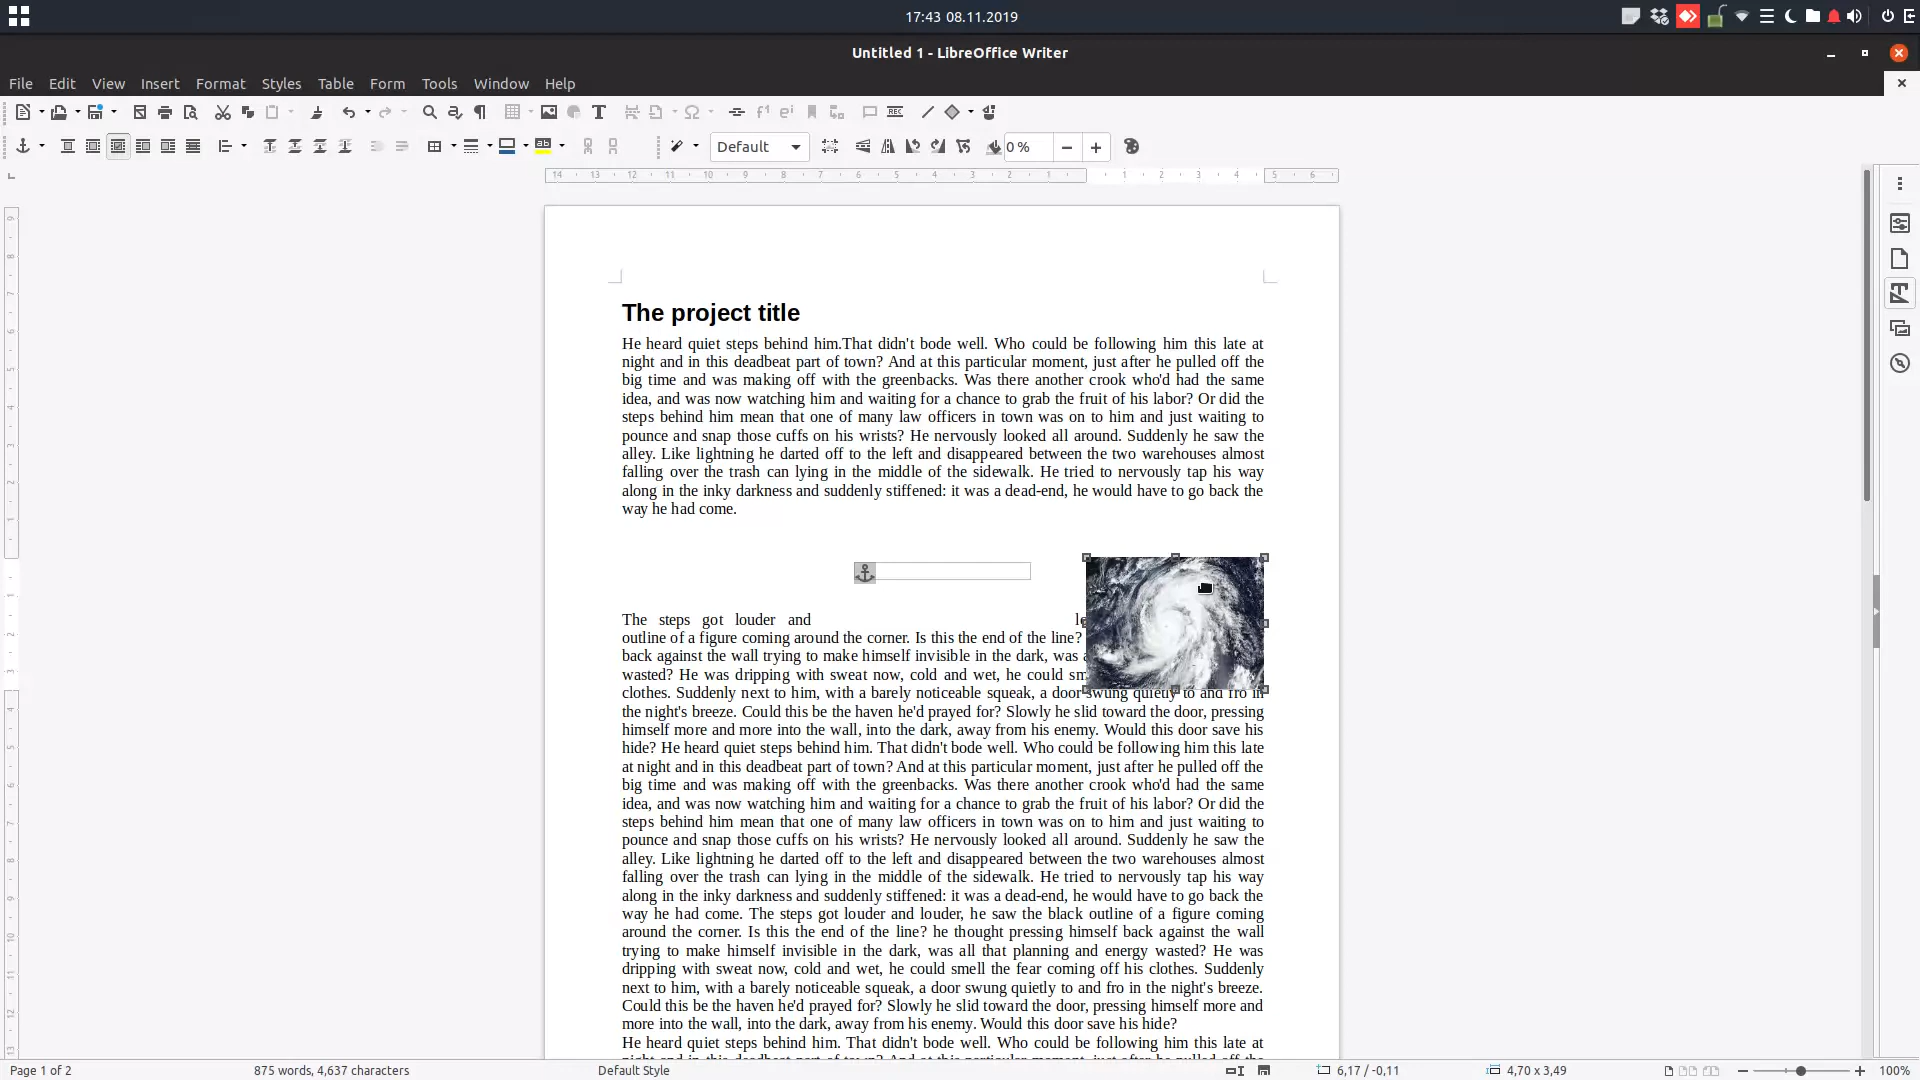 17:43 08.11.2019
Untitled 1 - LibreOffice Writer
File Edit View Insert Format Styles Table Form Tools Window Help
REC
ab Default 0 %
14 13 12 11 10 9 8 7 6 5 4 3 2 1 1 2 3 4 5 6
The project title
He heard quiet steps behind him.That didn't bode well. Who could be following him this late at
night and in this deadbeat part of town? And at this particular moment, just after he pulled off the
big time and was making off with the greenbacks. Was there another crook who'd had the same
idea, and was now watching him and waiting for a chance to grab the fruit of his labor? Or did the
steps behind him mean that one of many law officers in town was on to him and just waiting to
pounce and snap those cuffs on his wrists? He nervously looked all around. Suddenly he saw the
alley. Like lightning he darted off to the left and disappeared between the two warehouses almost
falling over the trash can lying in the middle of the sidewalk. He tried to nervously tap his way
along in the inky darkness and suddenly stiffened: it was a dead-end, he would have to go back the
way he had come.
The steps got louder and
outline of a figure coming around the corner. Is this the end of the line?
back against the wall trying to make himself invisible in the dark, was
wasted? He was dripping with sweat now, cold and wet, he could
clothes. Suddenly next to him, with a barely noticeable squeak, a door swung quietly to and fro in
the night's breeze. Could this be the haven he'd prayed for? Slowly he slid toward the door, pressing
himself more and more into the wall, into the dark, away from his enemy. Would this door save his
hide? He heard quiet steps behind him. That didn't bode well. Who could be following him this late
at night and in this deadbeat part of town? And at this particular moment, just after he pulled off the
big time and was making off with the greenbacks. Was there another crook who'd had the same
idea, and was now watching him and waiting for a chance to grab the fruit of his labor? Or did the
steps behind him mean that one of many law officers in town was on to him and just waiting to
pounce and snap those cuffs on his wrists? He nervously looked all around. Suddenly he saw the
alley. Like lightning he darted off to the left and disappeared between the two warehouses almost
falling over the trash can lying in the middle of the sidewalk. He tried to nervously tap his way
along in the inky darkness and suddenly stiffened: it was a dead-end, he would have to go back the
way he had come. The steps got louder and louder, he saw the black outline of a figure coming
around the corner. Is this the end of the line? he thought pressing himself back against the wall
trying to make himself invisible in the dark, was all that planning and energy wasted? He was
dripping with sweat now, cold and wet, he could smell the fear coming off his clothes. Suddenly
next to him, with a barely noticeable squeak, a door swung quietly to and fro in the night's breeze.
Could this be the haven he'd prayed for? Slowly he slid toward the door, pressing himself more and
more into the wall, into the dark, away from his enemy. Would this door save his hide?
He heard quiet steps behind him. That didn't bode well. Who could be following him this late at
Page 1 of 2 875 words, 4,637 characters Default Style 6,17 / -0,11 4,70 x 3,49 100%